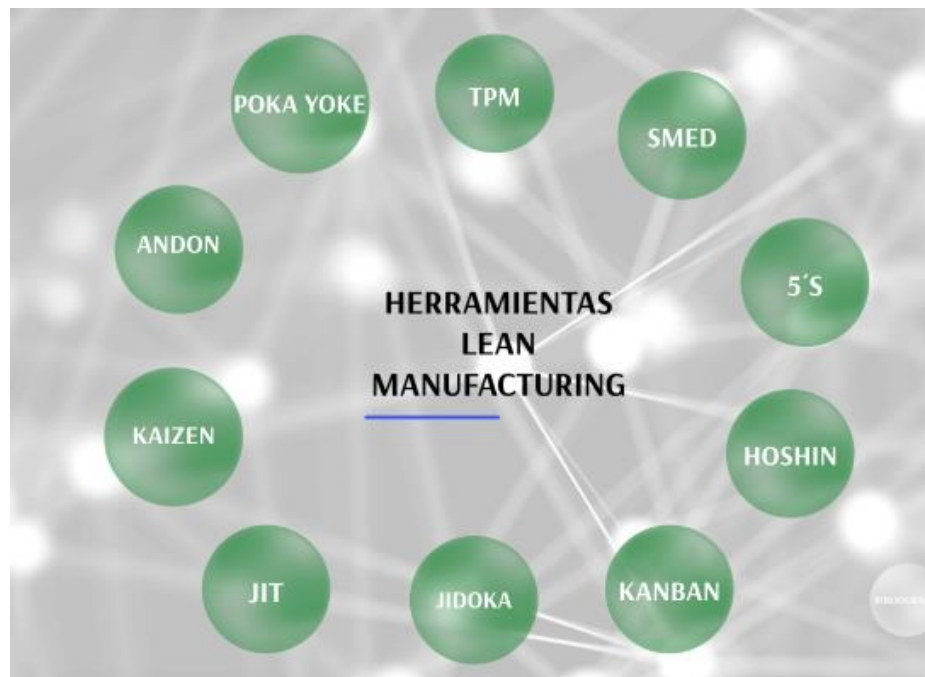 POKA YOKE
TPM
SMED
ANDON
5´S
HERRAMIENTAS
LEAN
MANUFACTURING
KAIZEN
HOSHIN
JIT
JIDOKA
KANBAN